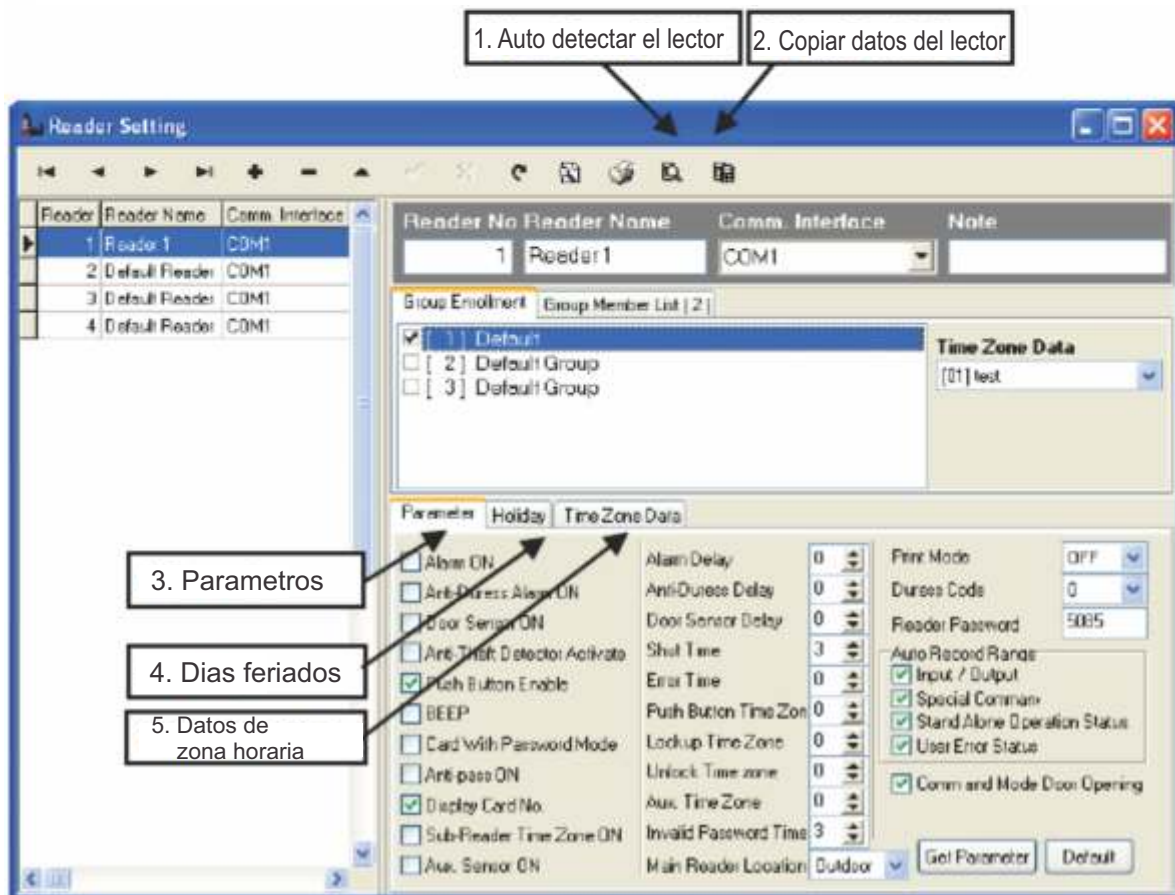 1. Auto detectar el lector
2. Copiar datos del lector
Reader Setting
Reader Reader Name Comm. Interface
1 Reader 1 COM1
2 Default Reader COM1
3 Default Reader COM1
4 Default Reader COM1
Reader No Reader Name Comm. Interface Note
1 Reader1 COM1
Group Enrollment Group Member List [ 2 ]
[ 1 ] Default
[ 2 ] Default Group
[ 3 ] Default Group
Time Zone Data
[01] test
Parameter Holiday Time Zone Data
3. Parametros
4. Dias feriados
5. Datos de
zona horaria
Alarm ON
Anti-Duress Alarm ON
Door Sensor ON
Anti-Theft Detector Activate
Push Button Enable
BEEP
Card With Password Mode
Anti-pass ON
Display Card No.
Sub-Reader Time Zone ON
Aux. Sensor ON
Alarm Delay 0
Anti-Duress Delay 0
Door Sensor Delay 0
Shut Time 3
Error Time 0
Push Button Time Zon 0
Lockup Time Zone 0
Unlock Time zone 0
Aux. Time Zone 0
Invalid Password Time 3
Main Reader Location Outdoor
Print Mode OFF
Duress Code 0
Reader Password 5085
Auto Record Range
Input / Output
Special Comman
Stand Alone Operation Status
User Error Status
Command Mode Door Opening
Get Parameter Default